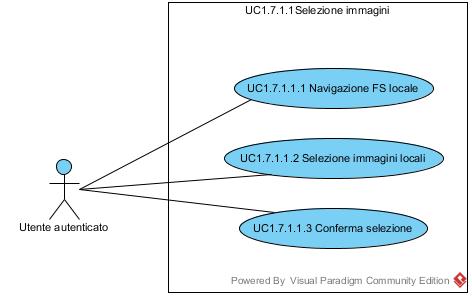 UC1.7.1.1Selezione immagini
UC1.7.1.1.1 Navigazione FS locale
UC1.7.1.1.2 Selezione immagini locali
Utente autenticato
UC1.7.1.1.3 Conferma selezione
Powered By Visual Paradigm Community Edition